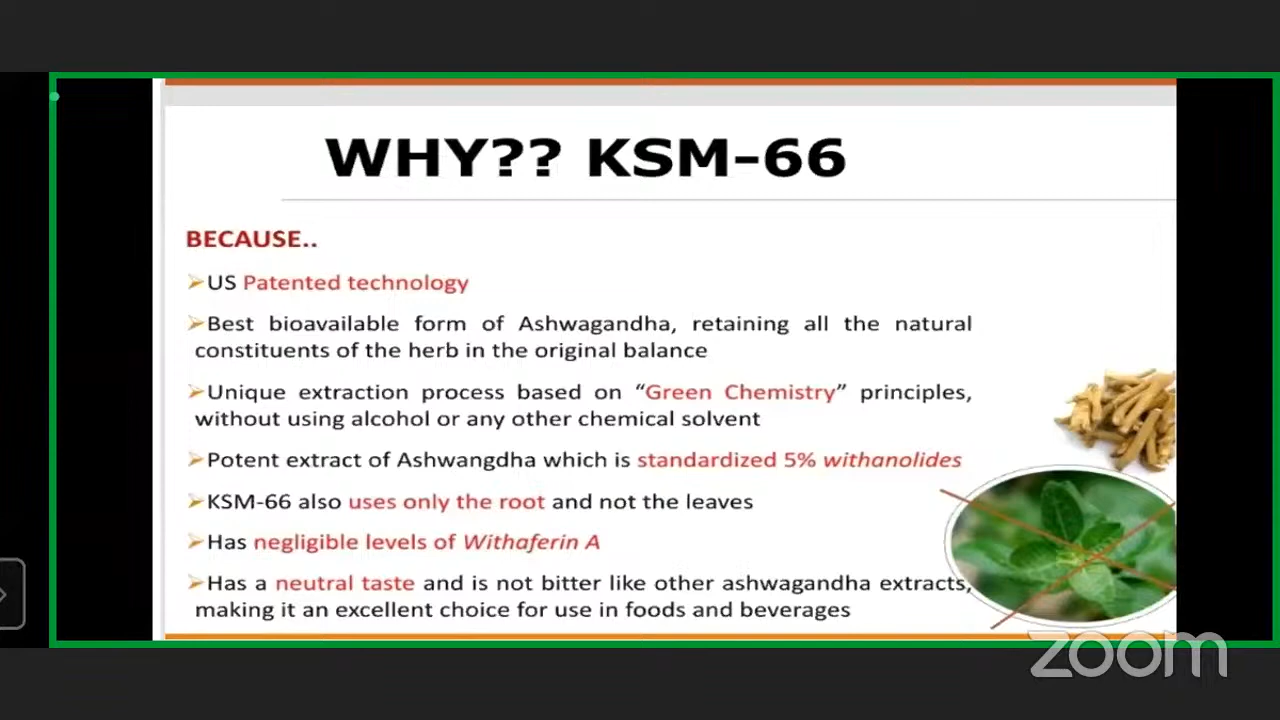 WHY?? KSM-66
BECAUSE..
➢US Patented technology
➢Best bioavailable form of Ashwagandha, retaining all the natural
constituents of the herb in the original balance
➢Unique extraction process based on “Green Chemistry” principles,
without using alcohol or any other chemical solvent
➢Potent extract of Ashwangdha which is standardized 5% withanolides
➢KSM-66 also uses only the root and not the leaves
➢Has negligible levels of Withaferin A
➢Has a neutral taste and is not bitter like other ashwagandha extracts,
making it an excellent choice for use in foods and beverages
zoom